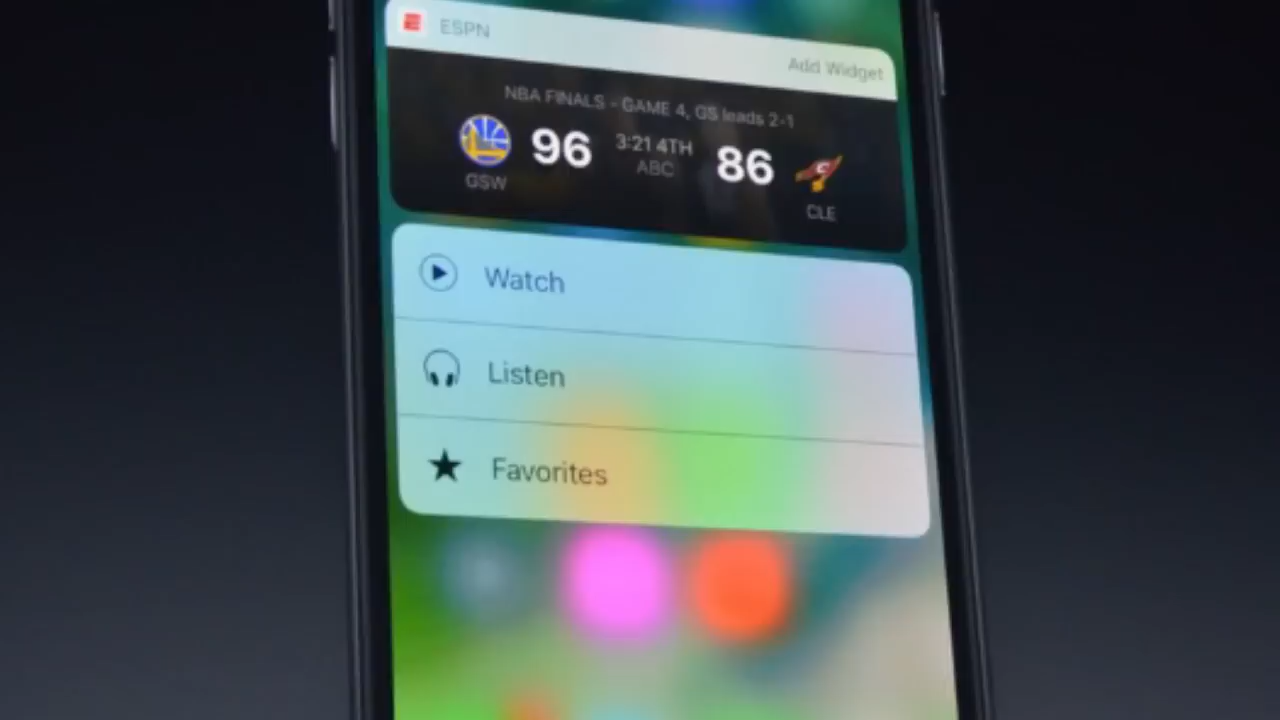 ESPN
Add Widget
NBA FINALS - GAME 4, GS leads 2-1
96 3:21 4TH 86
ABC
GSW
CLE
Watch
Listen
Favorites